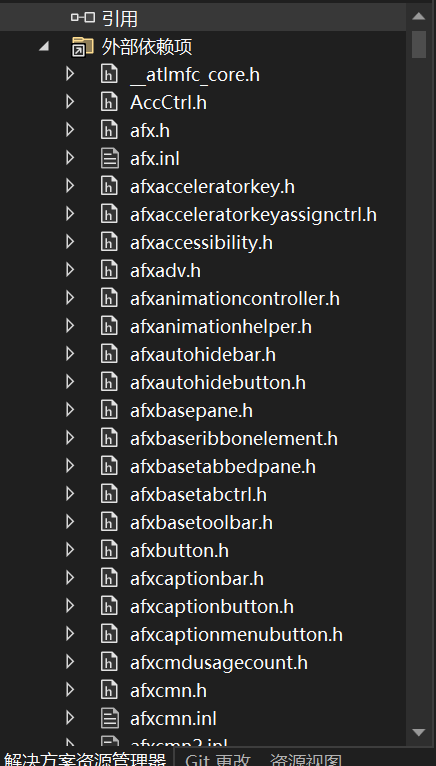 引用
外部依赖项
__atlmfc_core.h
AccCtrl.h
afx.h
afx.inl
afxacceleratorkey.h
afxacceleratorkeyassignctrl.h
afxaccessibility.h
afxadv.h
afxanimationcontroller.h
afxanimationhelper.h
afxautohidebar.h
afxautohidebutton.h
afxbasepane.h
afxbaseribbonelement.h
afxbasetabbedpane.h
afxbasetabctrl.h
afxbasetoolbar.h
afxbutton.h
afxcaptionbar.h
afxcaptionbutton.h
afxcaptionmenubutton.h
afxcmdusagecount.h
afxcmn.h
afxcmn.inl
afxcmn2.inl
解决方案资源管理器 Git 更改 资源视图